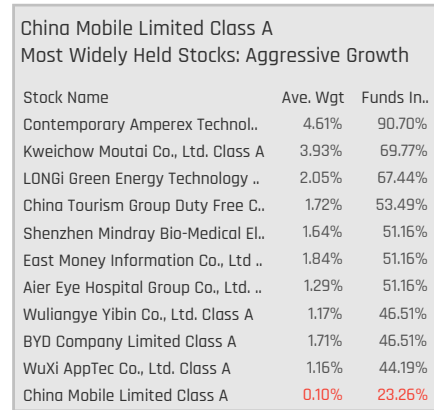 China Mobile Limited Class A
Most Widely Held Stocks: Aggressive Growth
Stock Name Ave. Wgt Funds In..
Contemporary Amperex Technol.. 4.61% 90.70%
Kweichow Moutai Co., Ltd. Class A 3.93% 69.77%
LONGi Green Energy Technology .. 2.05% 67.44%
China Tourism Group Duty Free C.. 1.72% 53.49%
Shenzhen Mindray Bio-Medical El.. 1.64% 51.16%
East Money Information Co., Ltd .. 1.84% 51.16%
Aier Eye Hospital Group Co., Ltd. .. 1.29% 51.16%
Wuliangye Yibin Co., Ltd. Class A 1.17% 46.51%
BYD Company Limited Class A 1.71% 46.51%
WuXi AppTec Co., Ltd. Class A 1.16% 44.19%
China Mobile Limited Class A 0.10% 23.26%